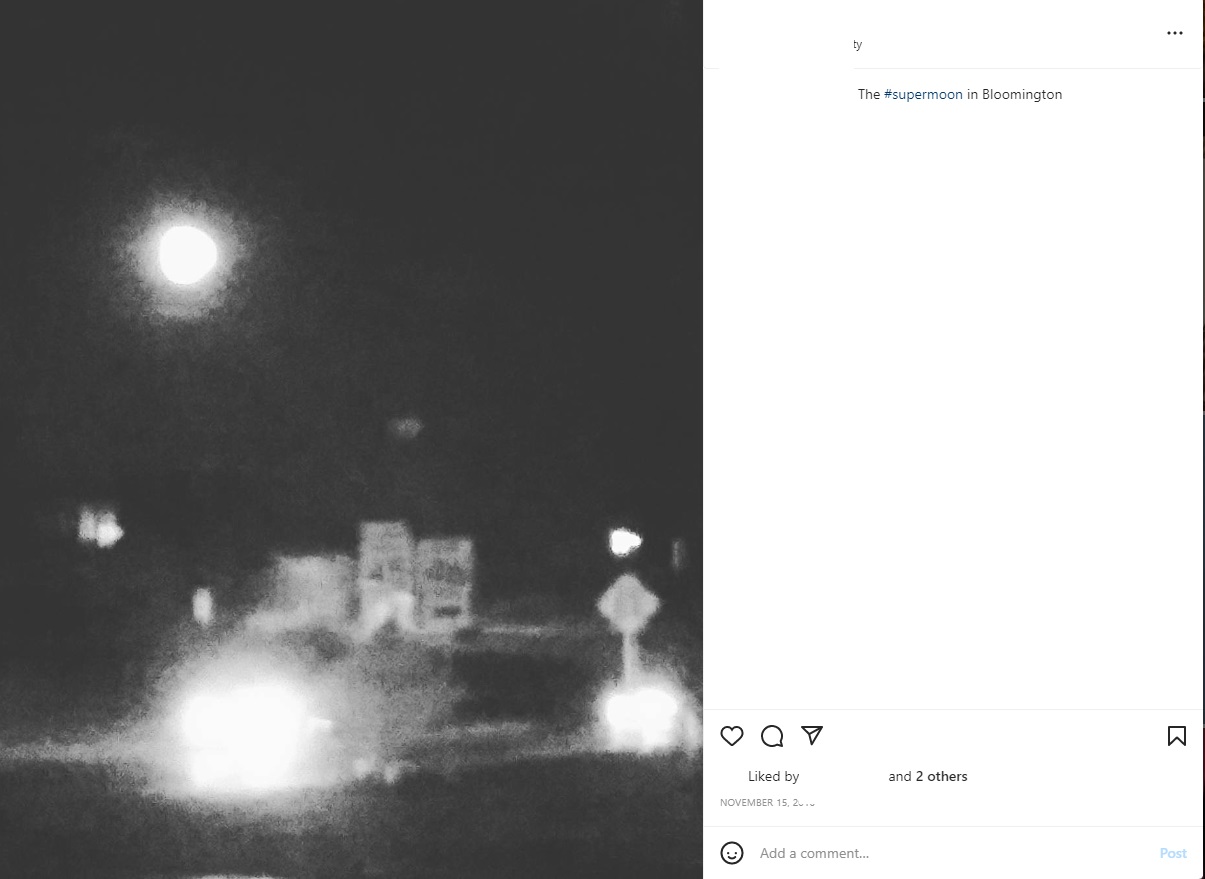 ty
The #supermoon in Bloomington
Liked by and 2 others
NOVEMBER 15,
Add a comment...
Post